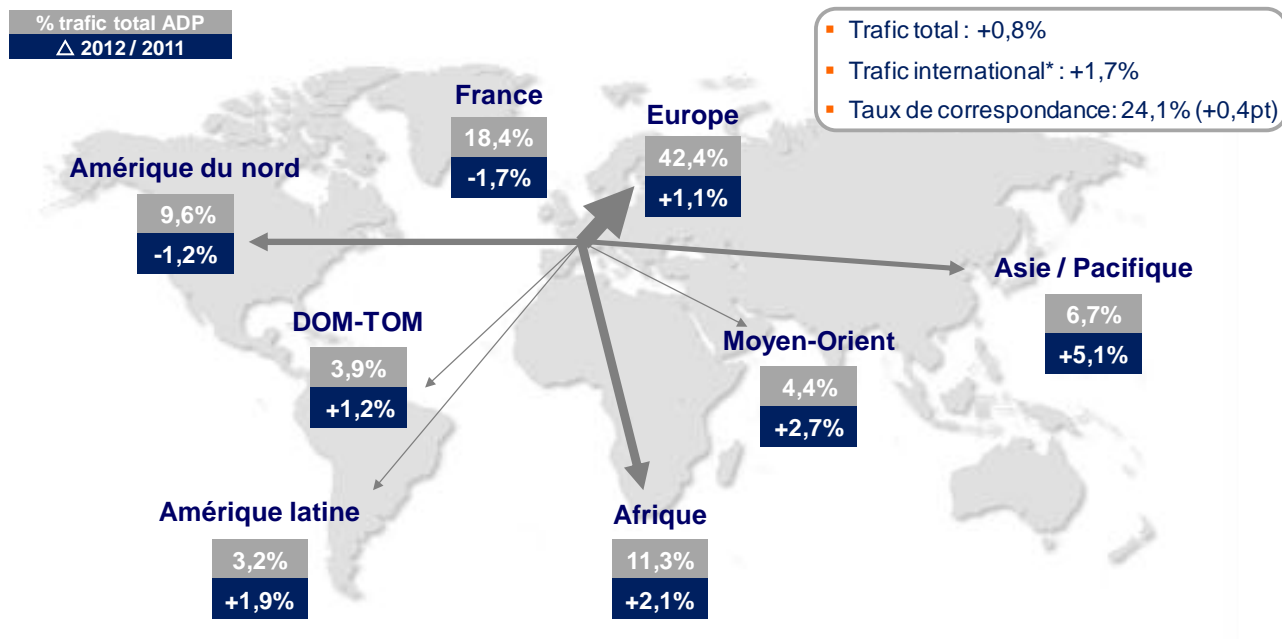 % trafic total ADP
△ 2012 / 2011
▪ Trafic total : +0,8%
▪ Trafic international* : +1,7%
▪ Taux de correspondance: 24,1% (+0,4pt)
France
18,4%
-1,7%
Europe
42,4%
+1,1%
Amérique du nord
9,6%
-1,2%
Asie / Pacifique
6,7%
+5,1%
DOM-TOM
3,9%
+1,2%
Moyen-Orient
4,4%
+2,7%
Amérique latine
3,2%
+1,9%
Afrique
11,3%
+2,1%